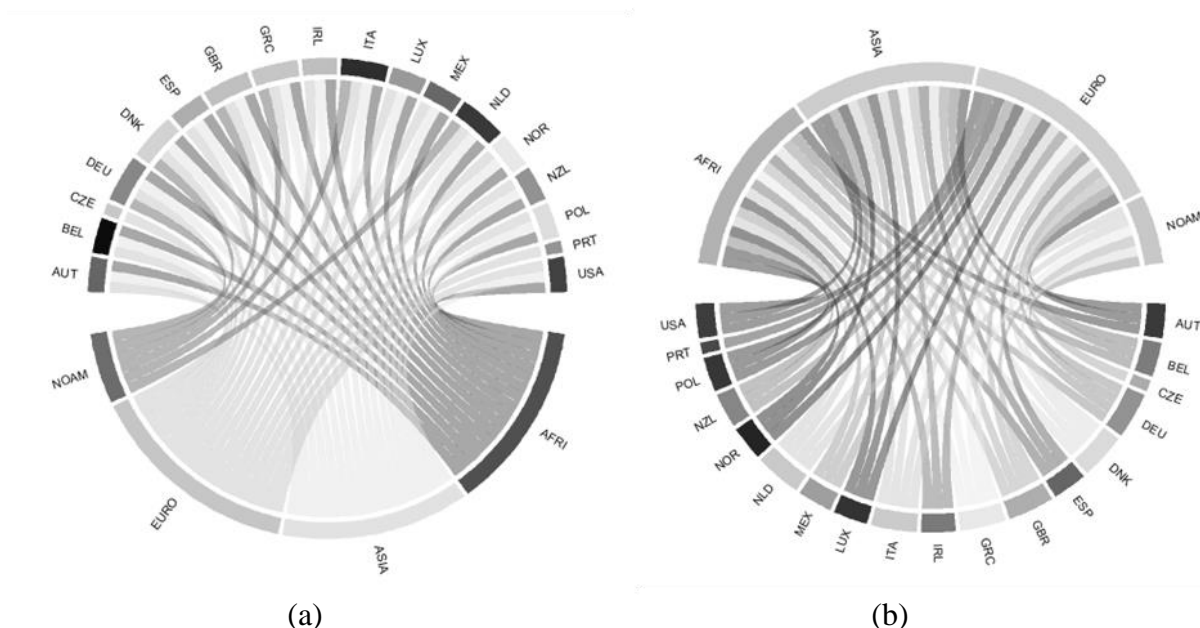 AUT
BEL
CZE
DEU
DNK
ESP
GBR
GRC
IRL
ITA
LUX
MEX
NLD
NOR
NZL
POL
PRT
USA
AFRI
ASIA
EURO
NOAM
(a)
AFRI
ASIA
EURO
NOAM
AUT
BEL
CZE
DEU
DNK
ESP
GBR
GRC
IRL
ITA
LUX
MEX
NLD
NOR
NZL
POL
PRT
USA
(b)